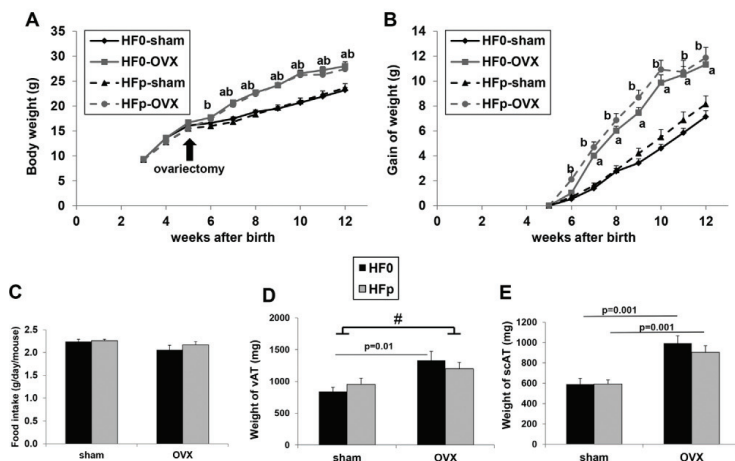 A
Body weight (g)
35
30
25
20
15
10
5
0
HF0-sham
HF0-OVX
HFp-sham
HFp-OVX
b
ab
ab
ab
ab
ab
ab
ovariectomy
0 2 4 6 8 10 12
weeks after birth
B
Gain of weight (g)
14
12
10
8
6
4
2
0
HF0-sham
HF0-OVX
HFp-sham
HFp-OVX
b
b
b
b
b
b
b
a
a
a
a
a
a
0 2 4 6 8 10 12
weeks after birth
HF0
HFp
C
Food intake (g/day/mouse)
2.5
2.0
1.5
1.0
0.5
0.0
sham OVX
D
Weight of vAT (mg)
2000
1500
1000
500
0
#
p=0.01
sham OVX
E
Weight of scAT (mg)
1200
1000
800
600
400
200
0
p=0.001
p=0.001
sham OVX